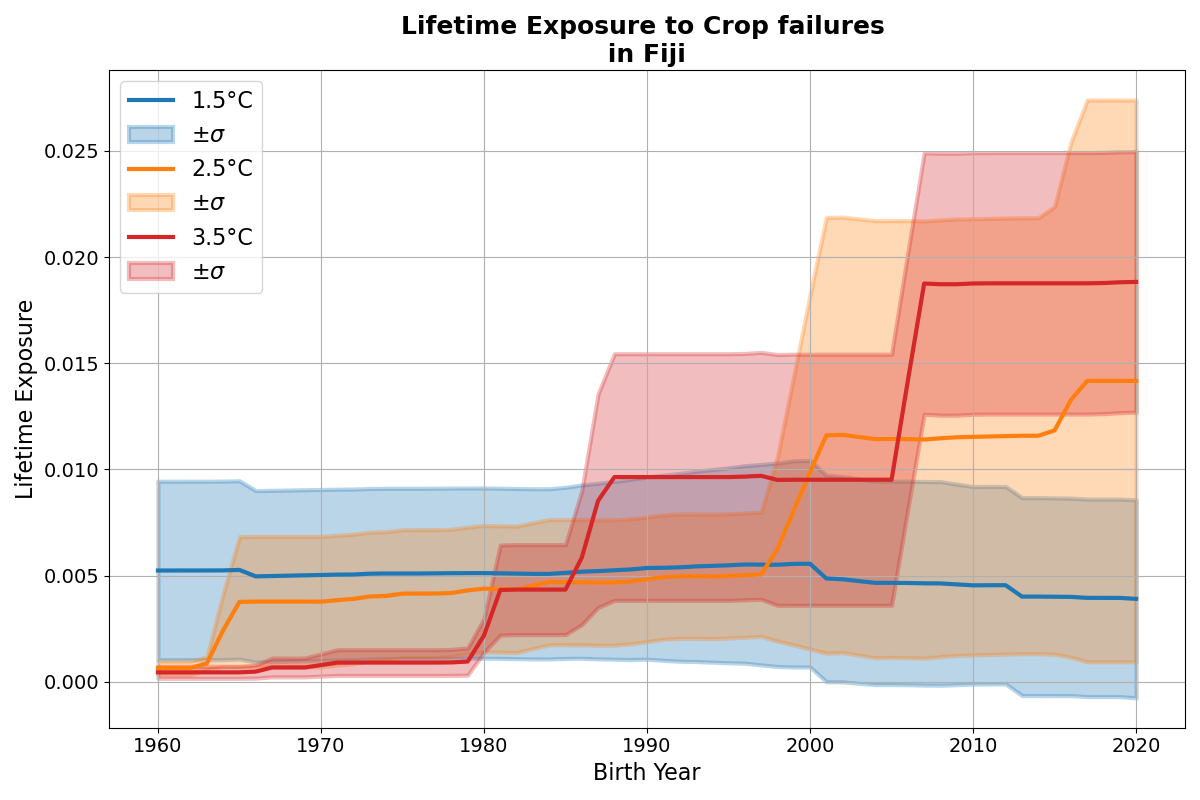 Lifetime Exposure to Crop failures
in Fiji
1.5°C
±σ
2.5°C
±σ
3.5°C
±σ
Lifetime Exposure
0.025
0.020
0.015
0.010
0.005
0.000
1960 1970 1980 1990 2000 2010 2020
Birth Year